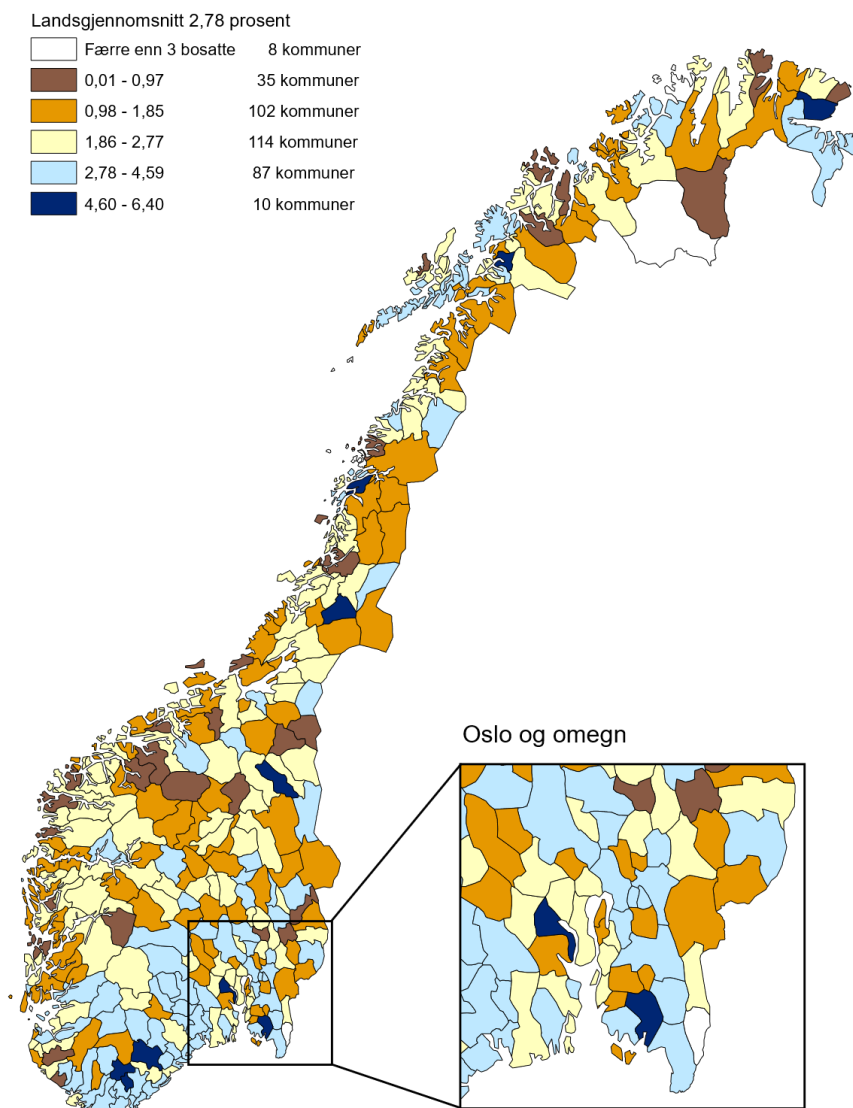 Landsgjennomsnitt 2,78 prosent
Færre enn 3 bosatte 8 kommuner
0,01 - 0,97 35 kommuner
0,98 - 1,85 102 kommuner
1,86 - 2,77 114 kommuner
2,78 - 4,59 87 kommuner
4,60 - 6,40 10 kommuner
Oslo og omegn